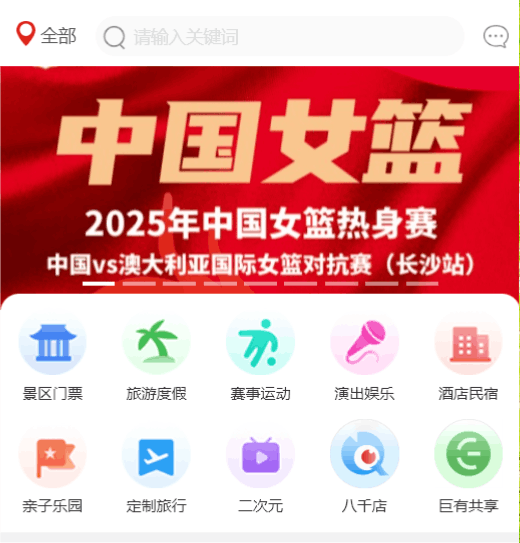 全部
请输入关键词
中国女篮
2025年中国女篮热身赛
中国vs澳大利亚国际女篮对抗赛（长沙站）
景区门票
旅游度假
赛事运动
演出娱乐
酒店民宿
亲子乐园
定制旅行
二次元
八千店
巨有共享